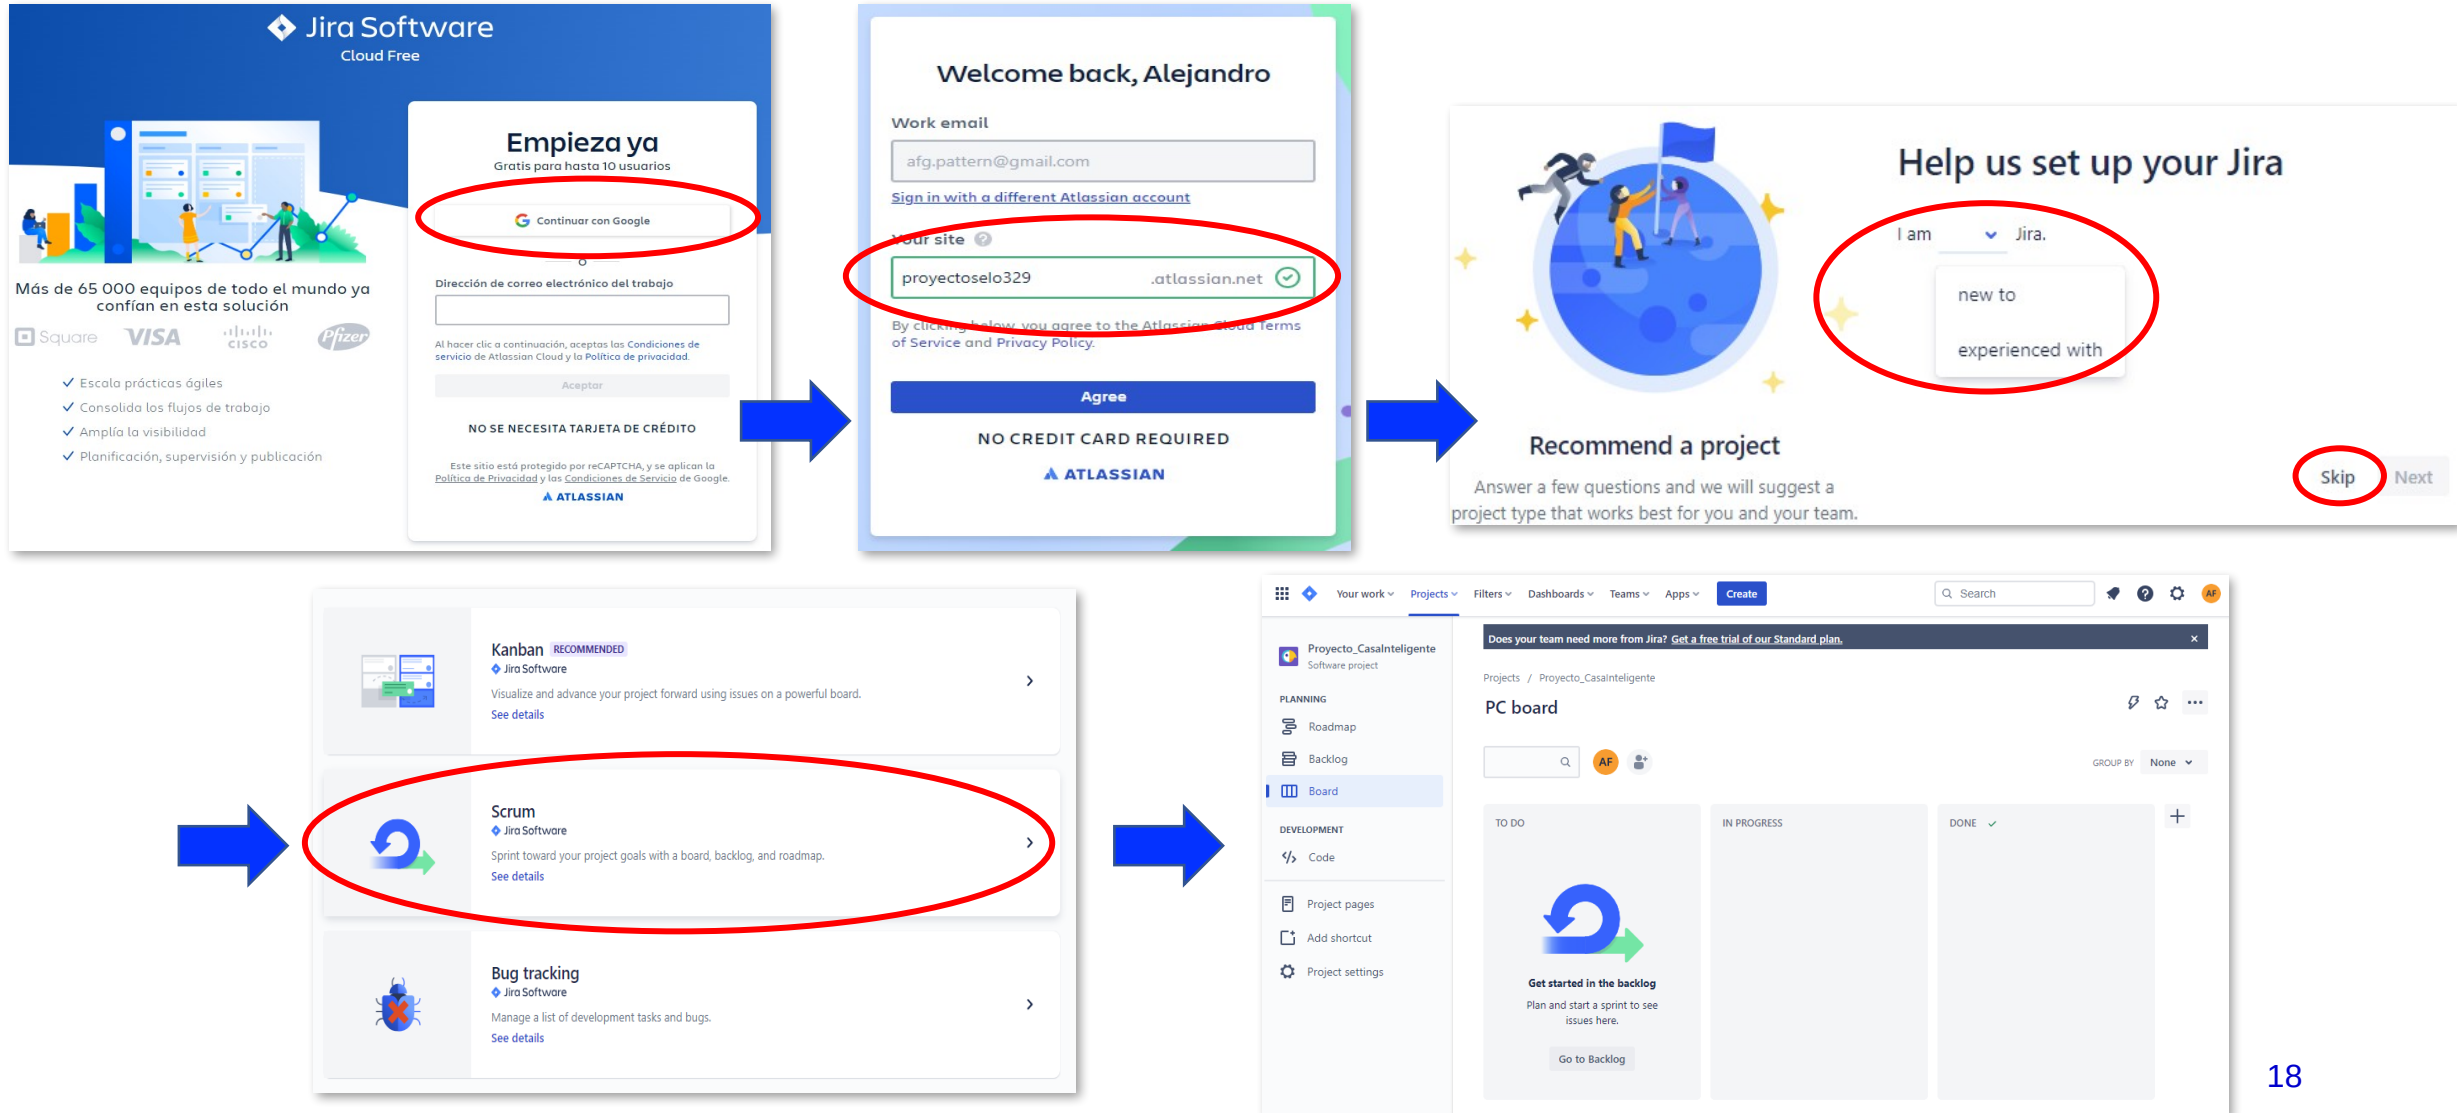 Jira Software
Cloud Free
Más de 65 000 equipos de todo el mundo ya
confían en esta solución
Square VISA CISCO Pfizer
Escala prácticas ágiles
Consolida los flujos de trabajo
Amplía la visibilidad
Planificación, supervisión y publicación
Empieza ya
Gratis para hasta 10 usuarios
Continuar con Google
o
Dirección de correo electrónico del trabajo
Al hacer clic a continuación, aceptas las Condiciones de
servicio de Atlassian Cloud y la Política de privacidad.
Aceptar
NO SE NECESITA TARJETA DE CRÉDITO
Este sitio está protegido por reCAPTCHA, y se aplican la
Política de Privacidad y las Condiciones de Servicio de Google.
ATLASSIAN
Welcome back, Alejandro
Work email
afg.pattern@gmail.com
Sign in with a different Atlassian account
Your site
proyectoselo329 .atlassian.net
By clicking below, you agree to the Atlassian Cloud Terms
of Service and Privacy Policy.
Agree
NO CREDIT CARD REQUIRED
ATLASSIAN
Recommend a project
Answer a few questions and we will suggest a
project type that works best for you and your team.
Help us set up your Jira
I am Jira.
new to
experienced with
Skip Next
Kanban RECOMMENDED
Jira Software
Visualize and advance your project forward using issues on a powerful board.
See details
Scrum
Jira Software
Sprint toward your project goals with a board, backlog, and roadmap.
See details
Bug tracking
Jira Software
Manage a list of development tasks and bugs.
See details
Your work Projects Filters Dashboards Teams Apps Create Search AF
Proyecto_CasaInteligente
Software project
PLANNING
Roadmap
Backlog
Board
DEVELOPMENT
Code
Project pages
Add shortcut
Project settings
Does your team need more from Jira? Get a free trial of our Standard plan.
Projects / Proyecto_CasaInteligente
PC board
AF
GROUP BY None
TO DO IN PROGRESS DONE
Get started in the backlog
Plan and start a sprint to see
issues here.
Go to Backlog
18